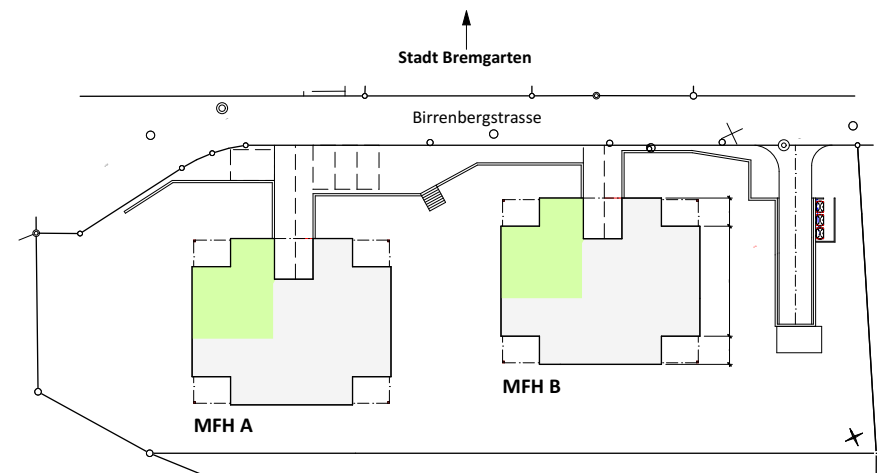 Stadt Bremgarten
Birrenbergstrasse
MFH B
MFH A